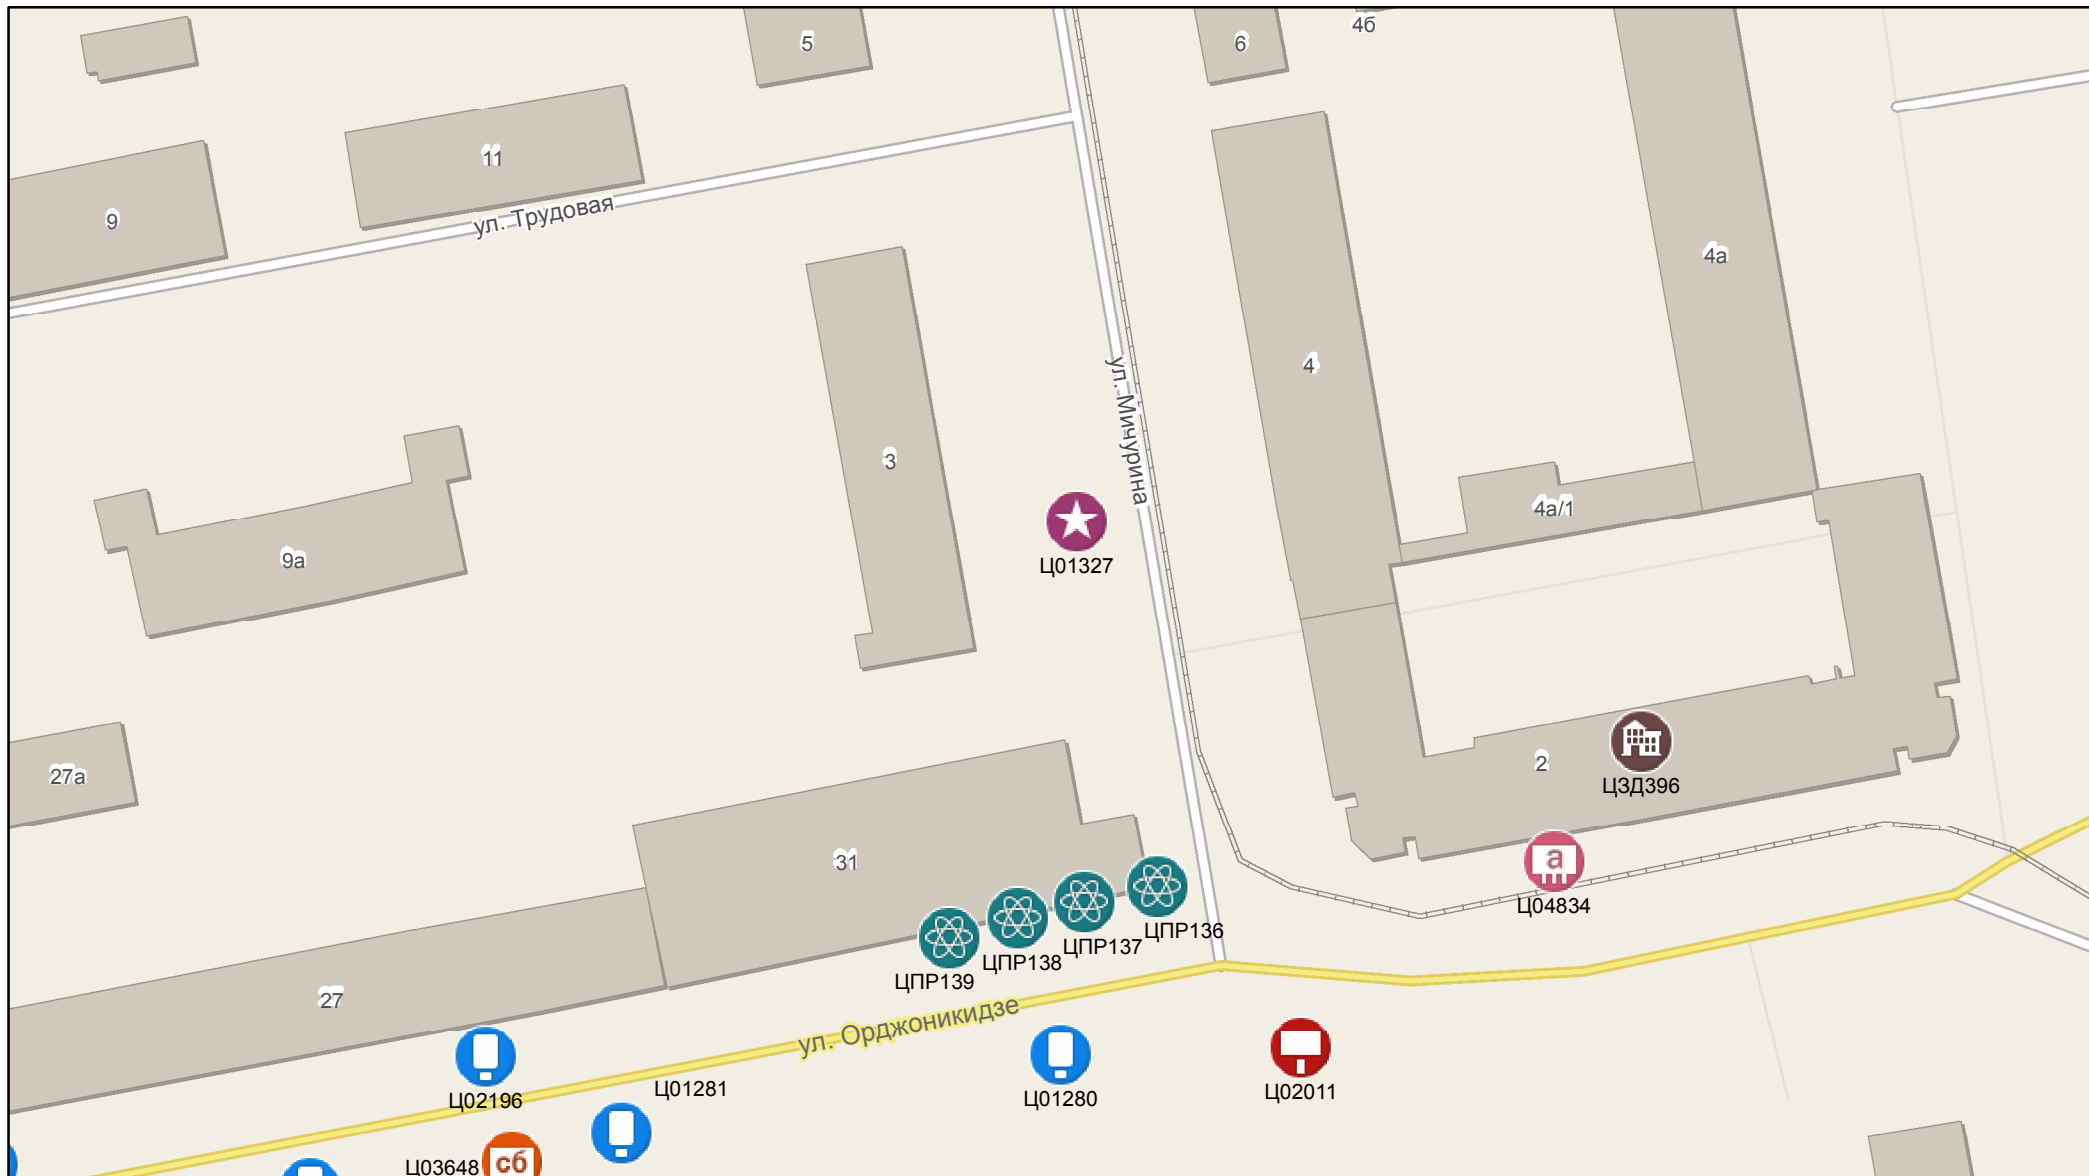 5
6
4б
11
9
ул. Трудовая
4а
4
ул. Мичурина
3
4а/1
9а
Ц01327
27а
2
ЦЗД396
31
а
Ц04834
ЦПР136
ЦПР137
ЦПР138
ЦПР139
27
ул. Орджоникидзе
Ц02196
Ц01281
Ц01280
Ц02011
Ц03648
сб